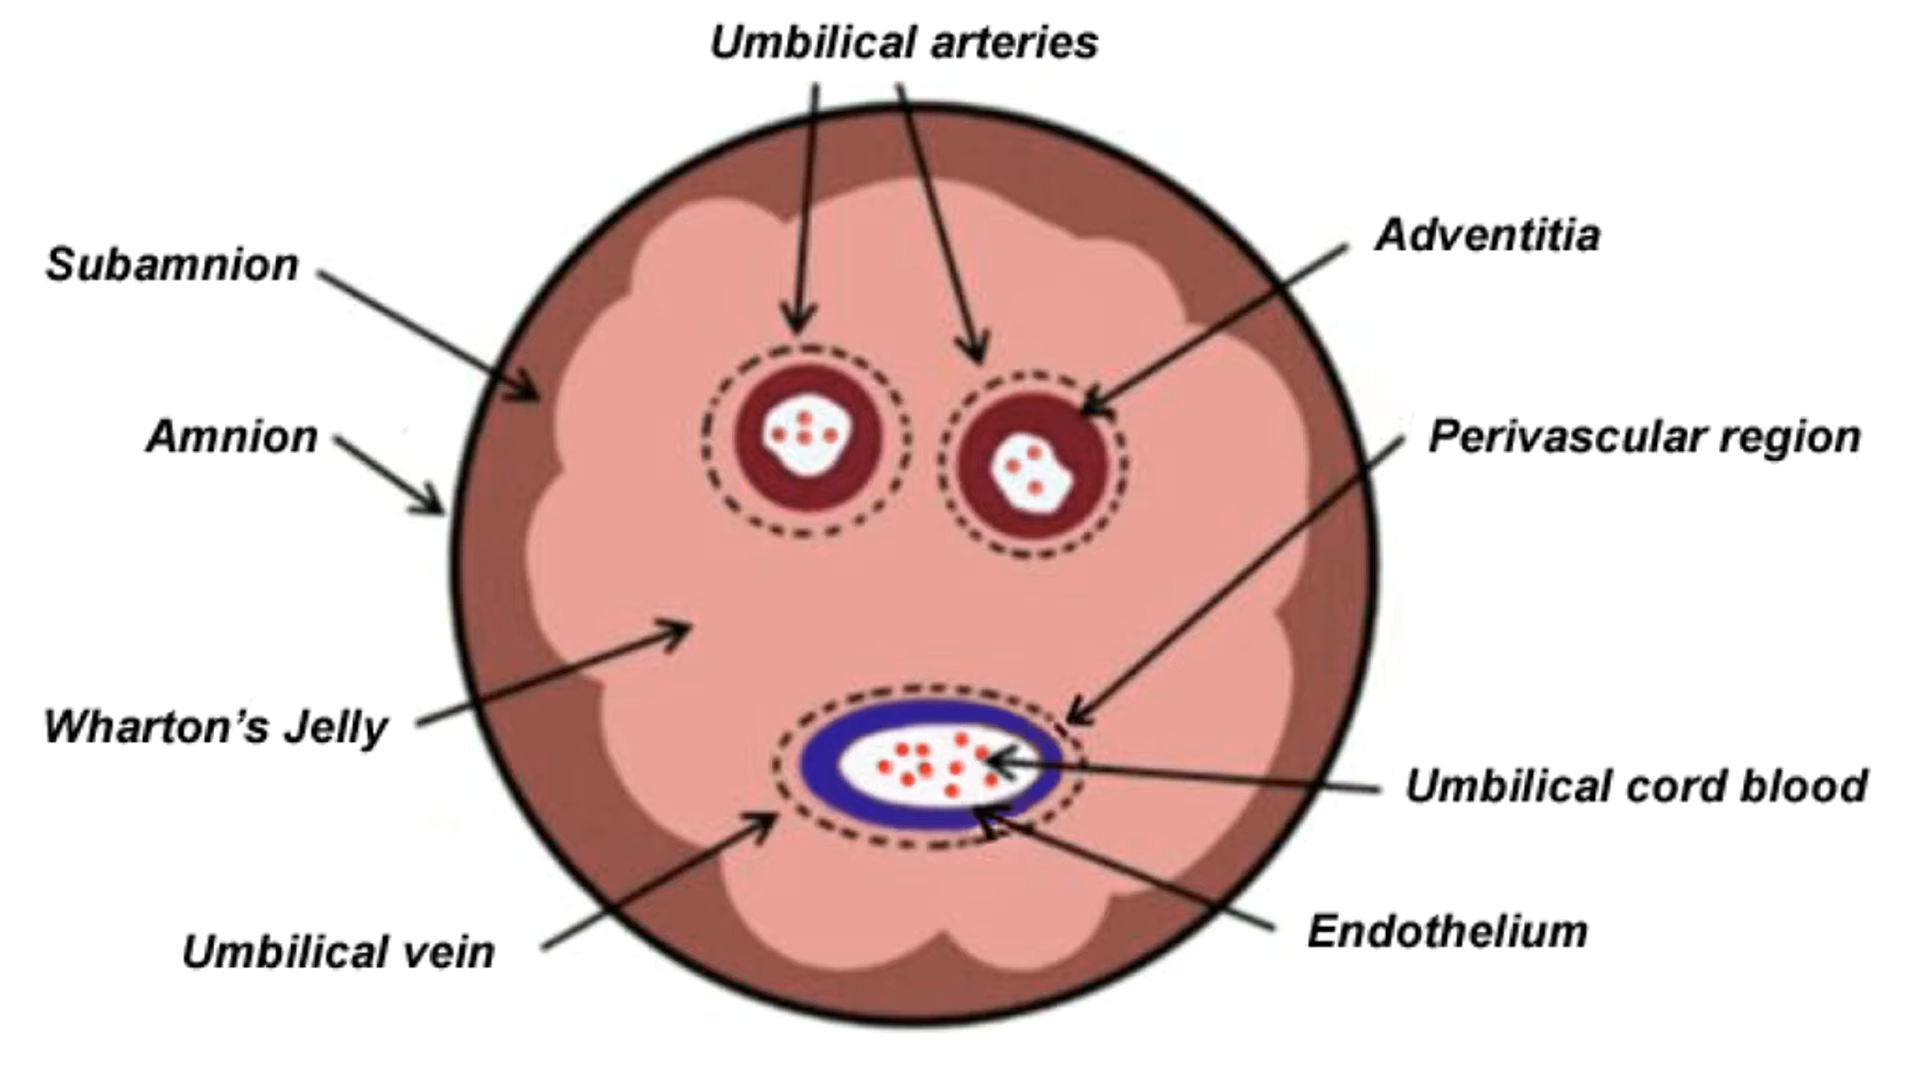 Umbilical arteries
Adventitia
Subamnion
Amnion
Perivascular region
Wharton’s Jelly
Umbilical cord blood
Endothelium
Umbilical vein